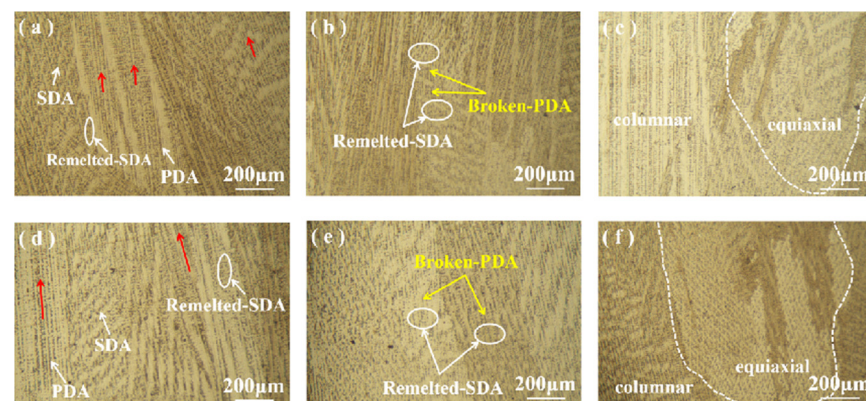 ( a )
SDA
Remelted-SDA
PDA
200μm
( b )
Broken-PDA
Remelted-SDA
200μm
( c )
columnar
equiaxial
200μm
( d )
Remelted-SDA
SDA
PDA
200μm
( e )
Broken-PDA
Remelted-SDA
200μm
( f )
equiaxial
columnar
200μm